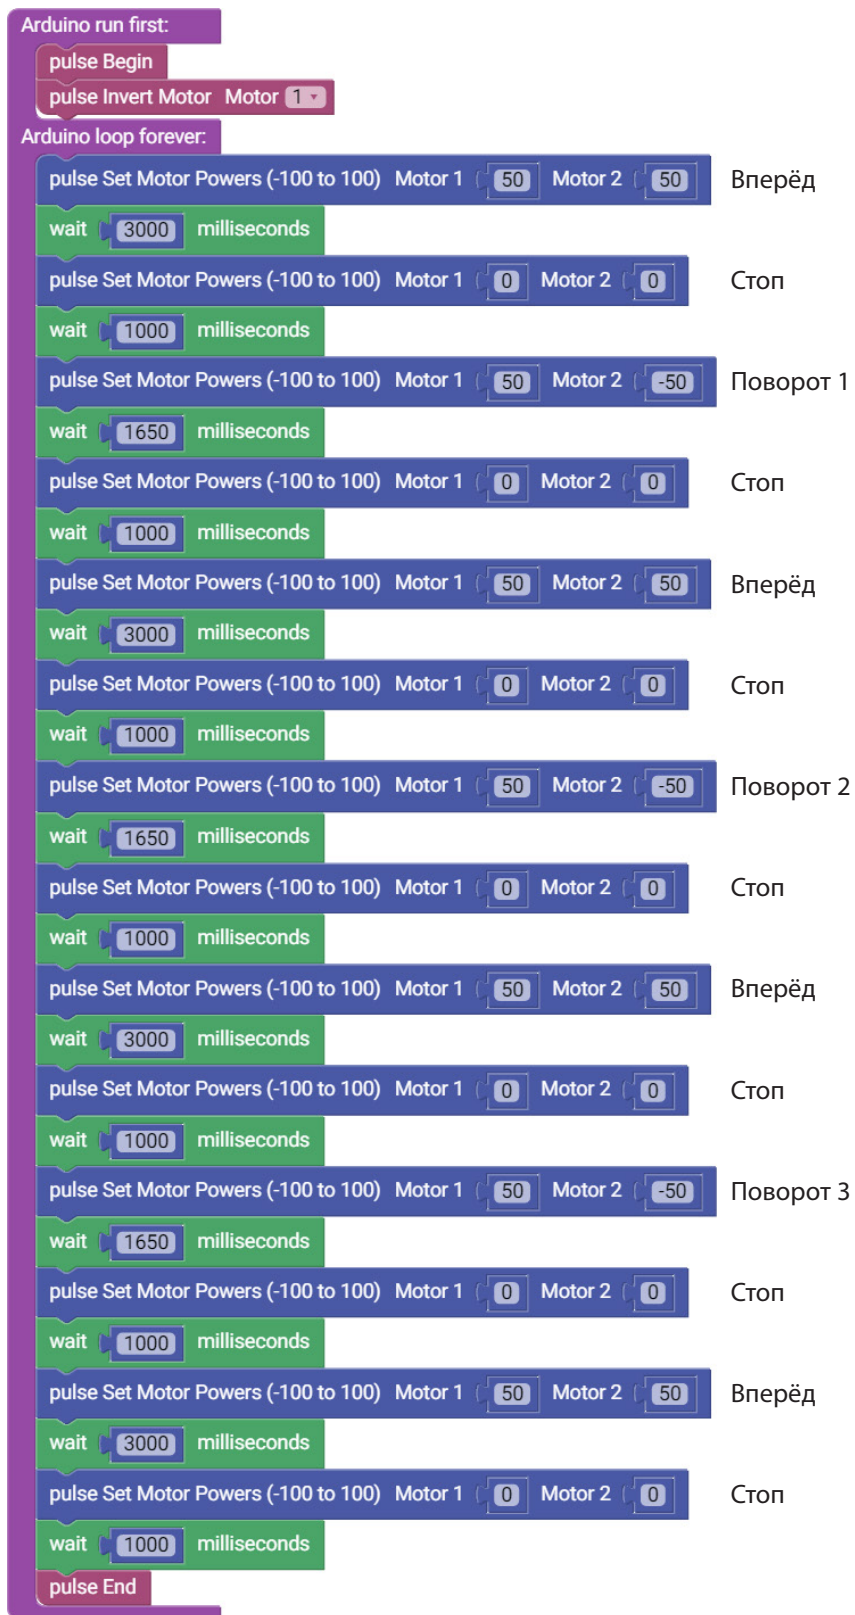 Arduino run first:
pulse Begin
pulse Invert Motor Motor 1
Arduino loop forever:
pulse Set Motor Powers (-100 to 100) Motor 1 50 Motor 2 50 Вперёд
wait 3000 milliseconds
pulse Set Motor Powers (-100 to 100) Motor 1 0 Motor 2 0 Стоп
wait 1000 milliseconds
pulse Set Motor Powers (-100 to 100) Motor 1 50 Motor 2 -50 Поворот 1
wait 1650 milliseconds
pulse Set Motor Powers (-100 to 100) Motor 1 0 Motor 2 0 Стоп
wait 1000 milliseconds
pulse Set Motor Powers (-100 to 100) Motor 1 50 Motor 2 50 Вперёд
wait 3000 milliseconds
pulse Set Motor Powers (-100 to 100) Motor 1 0 Motor 2 0 Стоп
wait 1000 milliseconds
pulse Set Motor Powers (-100 to 100) Motor 1 50 Motor 2 -50 Поворот 2
wait 1650 milliseconds
pulse Set Motor Powers (-100 to 100) Motor 1 0 Motor 2 0 Стоп
wait 1000 milliseconds
pulse Set Motor Powers (-100 to 100) Motor 1 50 Motor 2 50 Вперёд
wait 3000 milliseconds
pulse Set Motor Powers (-100 to 100) Motor 1 0 Motor 2 0 Стоп
wait 1000 milliseconds
pulse Set Motor Powers (-100 to 100) Motor 1 50 Motor 2 -50 Поворот 3
wait 1650 milliseconds
pulse Set Motor Powers (-100 to 100) Motor 1 0 Motor 2 0 Стоп
wait 1000 milliseconds
pulse Set Motor Powers (-100 to 100) Motor 1 50 Motor 2 50 Вперёд
wait 3000 milliseconds
pulse Set Motor Powers (-100 to 100) Motor 1 0 Motor 2 0 Стоп
wait 1000 milliseconds
pulse End